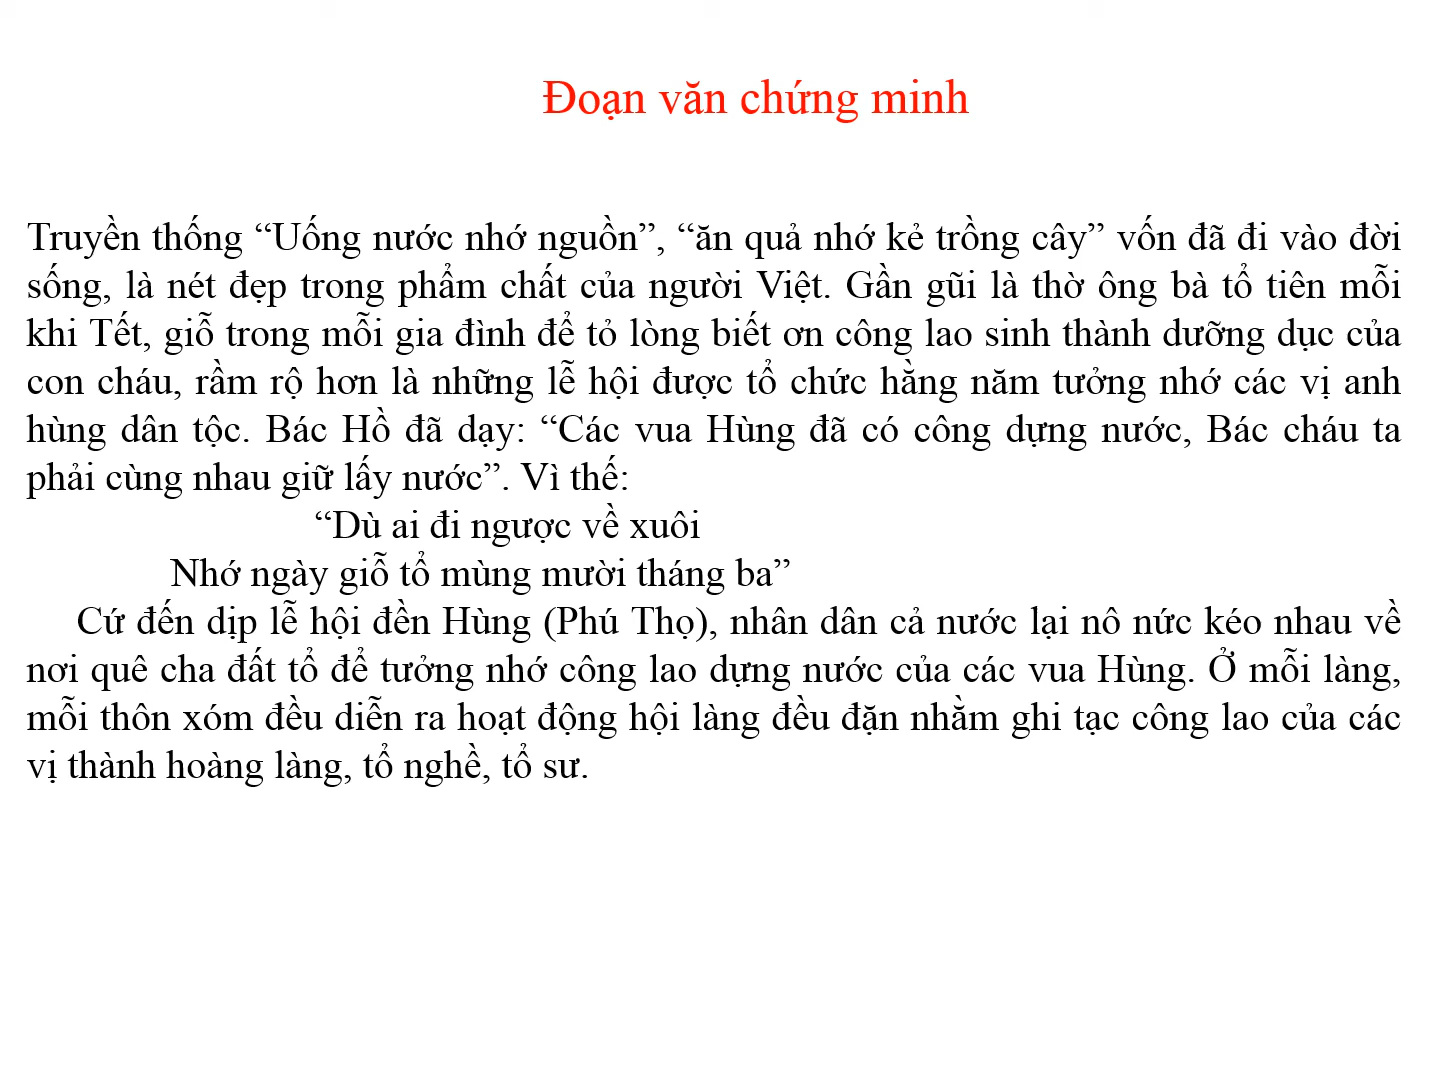 Đoạn văn chứng minh
Truyền thống “Uống nước nhớ nguồn”, “ăn quả nhớ kẻ trồng cây” vốn đã đi vào đời
sống, là nét đẹp trong phẩm chất của người Việt. Gần gũi là thờ ông bà tổ tiên mỗi
khi Tết, giỗ trong mỗi gia đình để tỏ lòng biết ơn công lao sinh thành dưỡng dục của
con cháu, rầm rộ hơn là những lễ hội được tổ chức hằng năm tưởng nhớ các vị anh
hùng dân tộc. Bác Hồ đã dạy: “Các vua Hùng đã có công dựng nước, Bác cháu ta
phải cùng nhau giữ lấy nước”. Vì thế:
“Dù ai đi ngược về xuôi
Nhớ ngày giỗ tổ mùng mười tháng ba”
Cứ đến dịp lễ hội đền Hùng (Phú Thọ), nhân dân cả nước lại nô nức kéo nhau về
nơi quê cha đất tổ để tưởng nhớ công lao dựng nước của các vua Hùng. Ở mỗi làng,
mỗi thôn xóm đều diễn ra hoạt động hội làng đều đặn nhằm ghi tạc công lao của các
vị thành hoàng làng, tổ nghề, tổ sư.